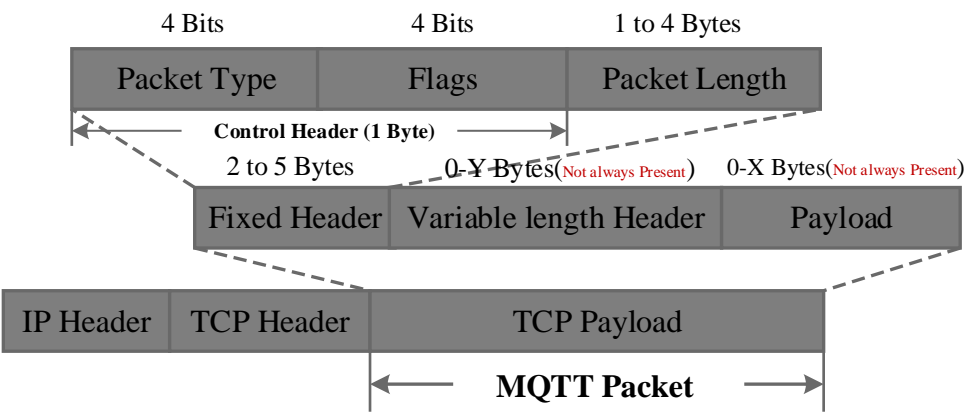 4 Bits 4 Bits 1 to 4 Bytes
Packet Type Flags Packet Length
Control Header (1 Byte)
2 to 5 Bytes 0-Y Bytes(Not always Present) 0-X Bytes(Not always Present)
Fixed Header Variable length Header Payload
IP Header TCP Header TCP Payload
MQTT Packet